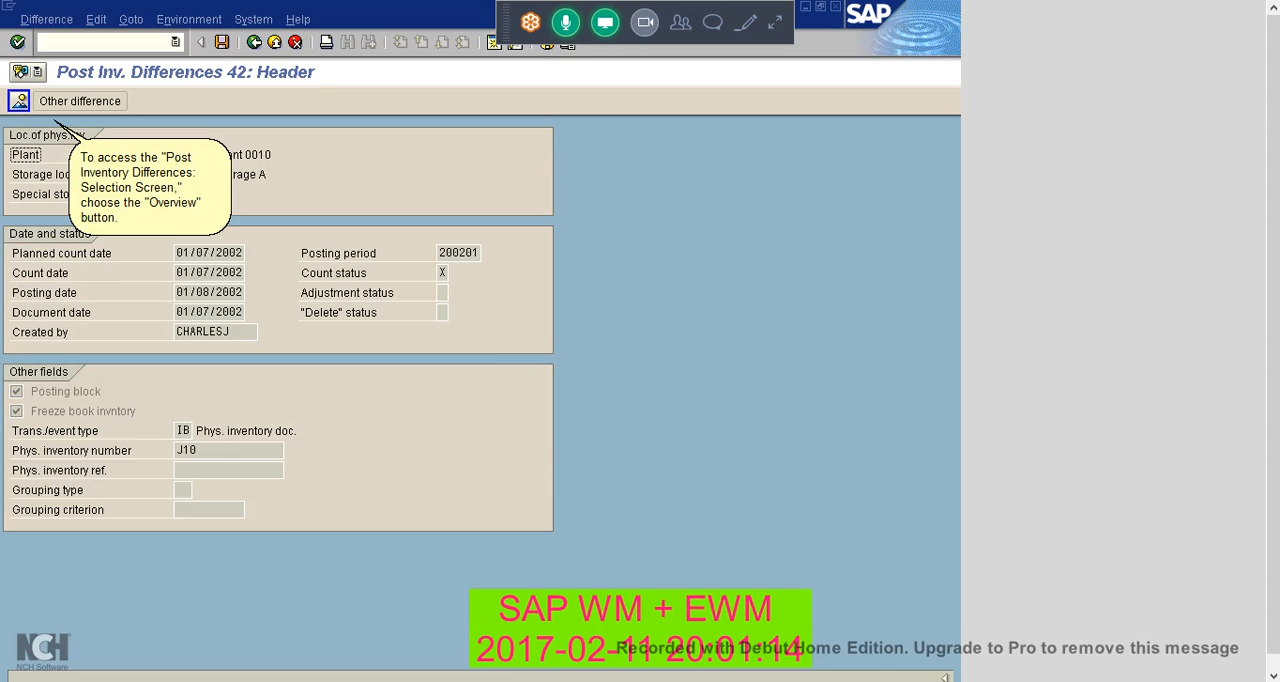 Difference Edit Goto Environment System Help
SAP
Post Inv. Differences 42: Header
Other difference
Loc.of phys.
Plant nt 0010
Storage loc rage A
Special sto
To access the "Post
Inventory Differences:
Selection Screen,"
choose the "Overview"
button.
Date and status
Planned count date 01/07/2002 Posting period 200201
Count date 01/07/2002 Count status X
Posting date 01/08/2002 Adjustment status
Document date 01/07/2002 "Delete" status
Created by CHARLESJ
Other fields
Posting block
Freeze book invntory
Trans./event type IB Phys. inventory doc.
Phys. inventory number J10
Phys. inventory ref.
Grouping type
Grouping criterion
SAP WM + EWM
2017-02-11 20:01:14
Recorded with Debut Home Edition. Upgrade to Pro to remove this message
NCH
NCH Software